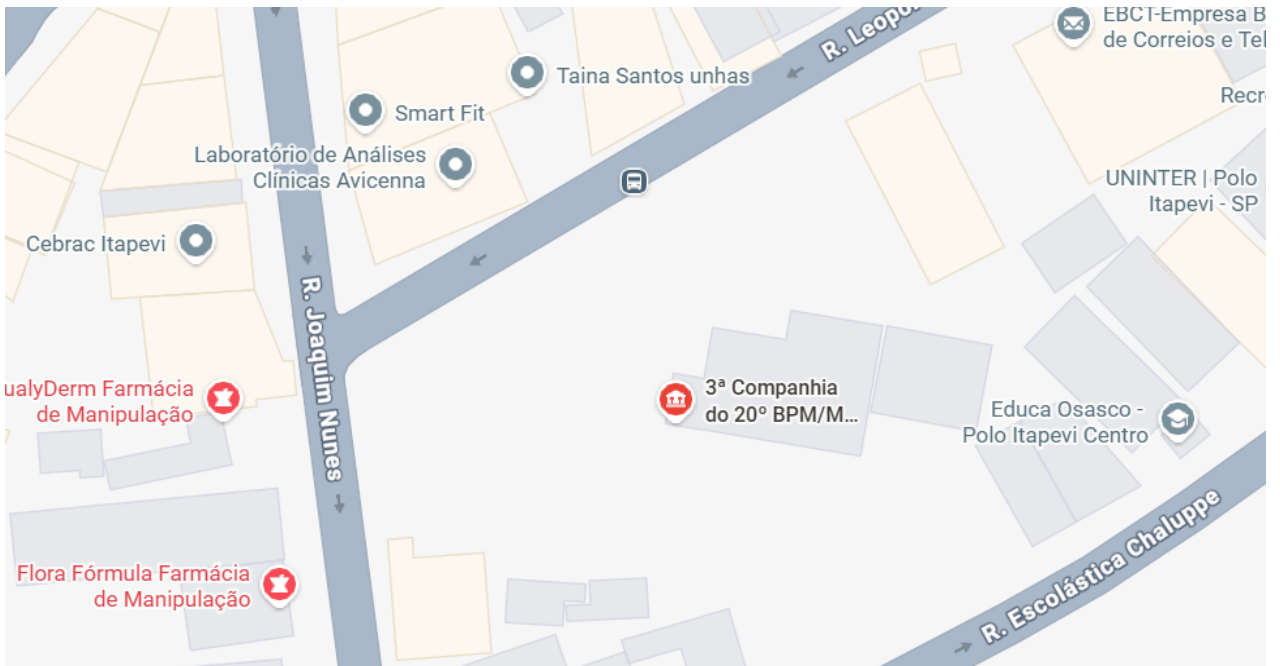 EBCT-Empresa B
de Correios e Tel
R. Leopol
Taina Santos unhas
Smart Fit
Recr
Laboratório de Análises
Clínicas Avicenna
UNINTER | Polo
Itapevi - SP
Cebrac Itapevi
R. Joaquim Nunes
ualyDerm Farmácia
de Manipulação
3ª Companhia
do 20º BPM/M...
Educa Osasco -
Polo Itapevi Centro
R. Escolástica Chaluppe
Flora Fórmula Farmácia
de Manipulação